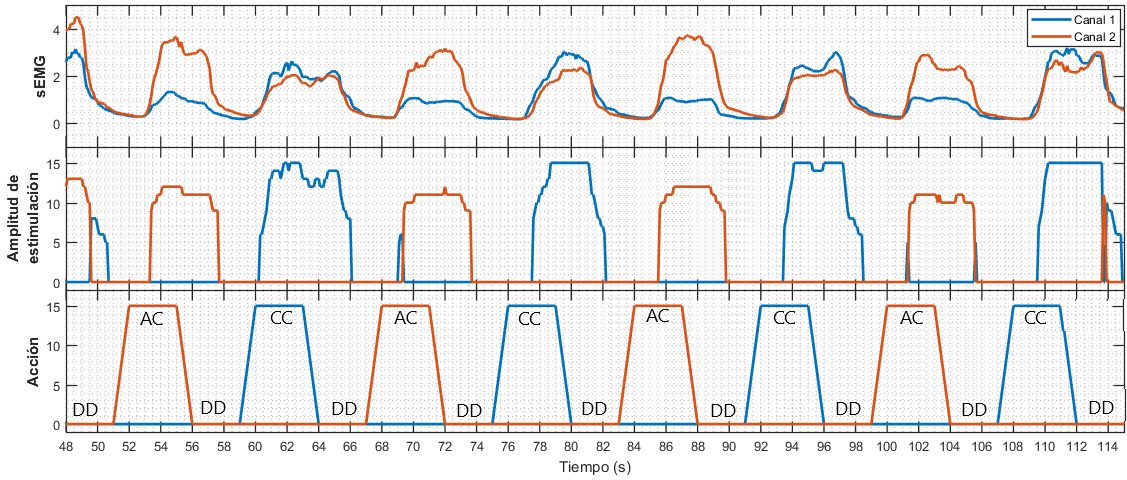 Canal 1
Canal 2
sEMG
4
2
0
Amplitud de
estimulación
15
10
5
0
Acción
15
10
5
0
AC CC AC CC AC CC AC CC
DD DD DD DD DD DD DD DD DD
48 50 52 54 56 58 60 62 64 66 68 70 72 74 76 78 80 82 84 86 88 90 92 94 96 98 100 102 104 106 108 110 112 114
Tiempo (s)